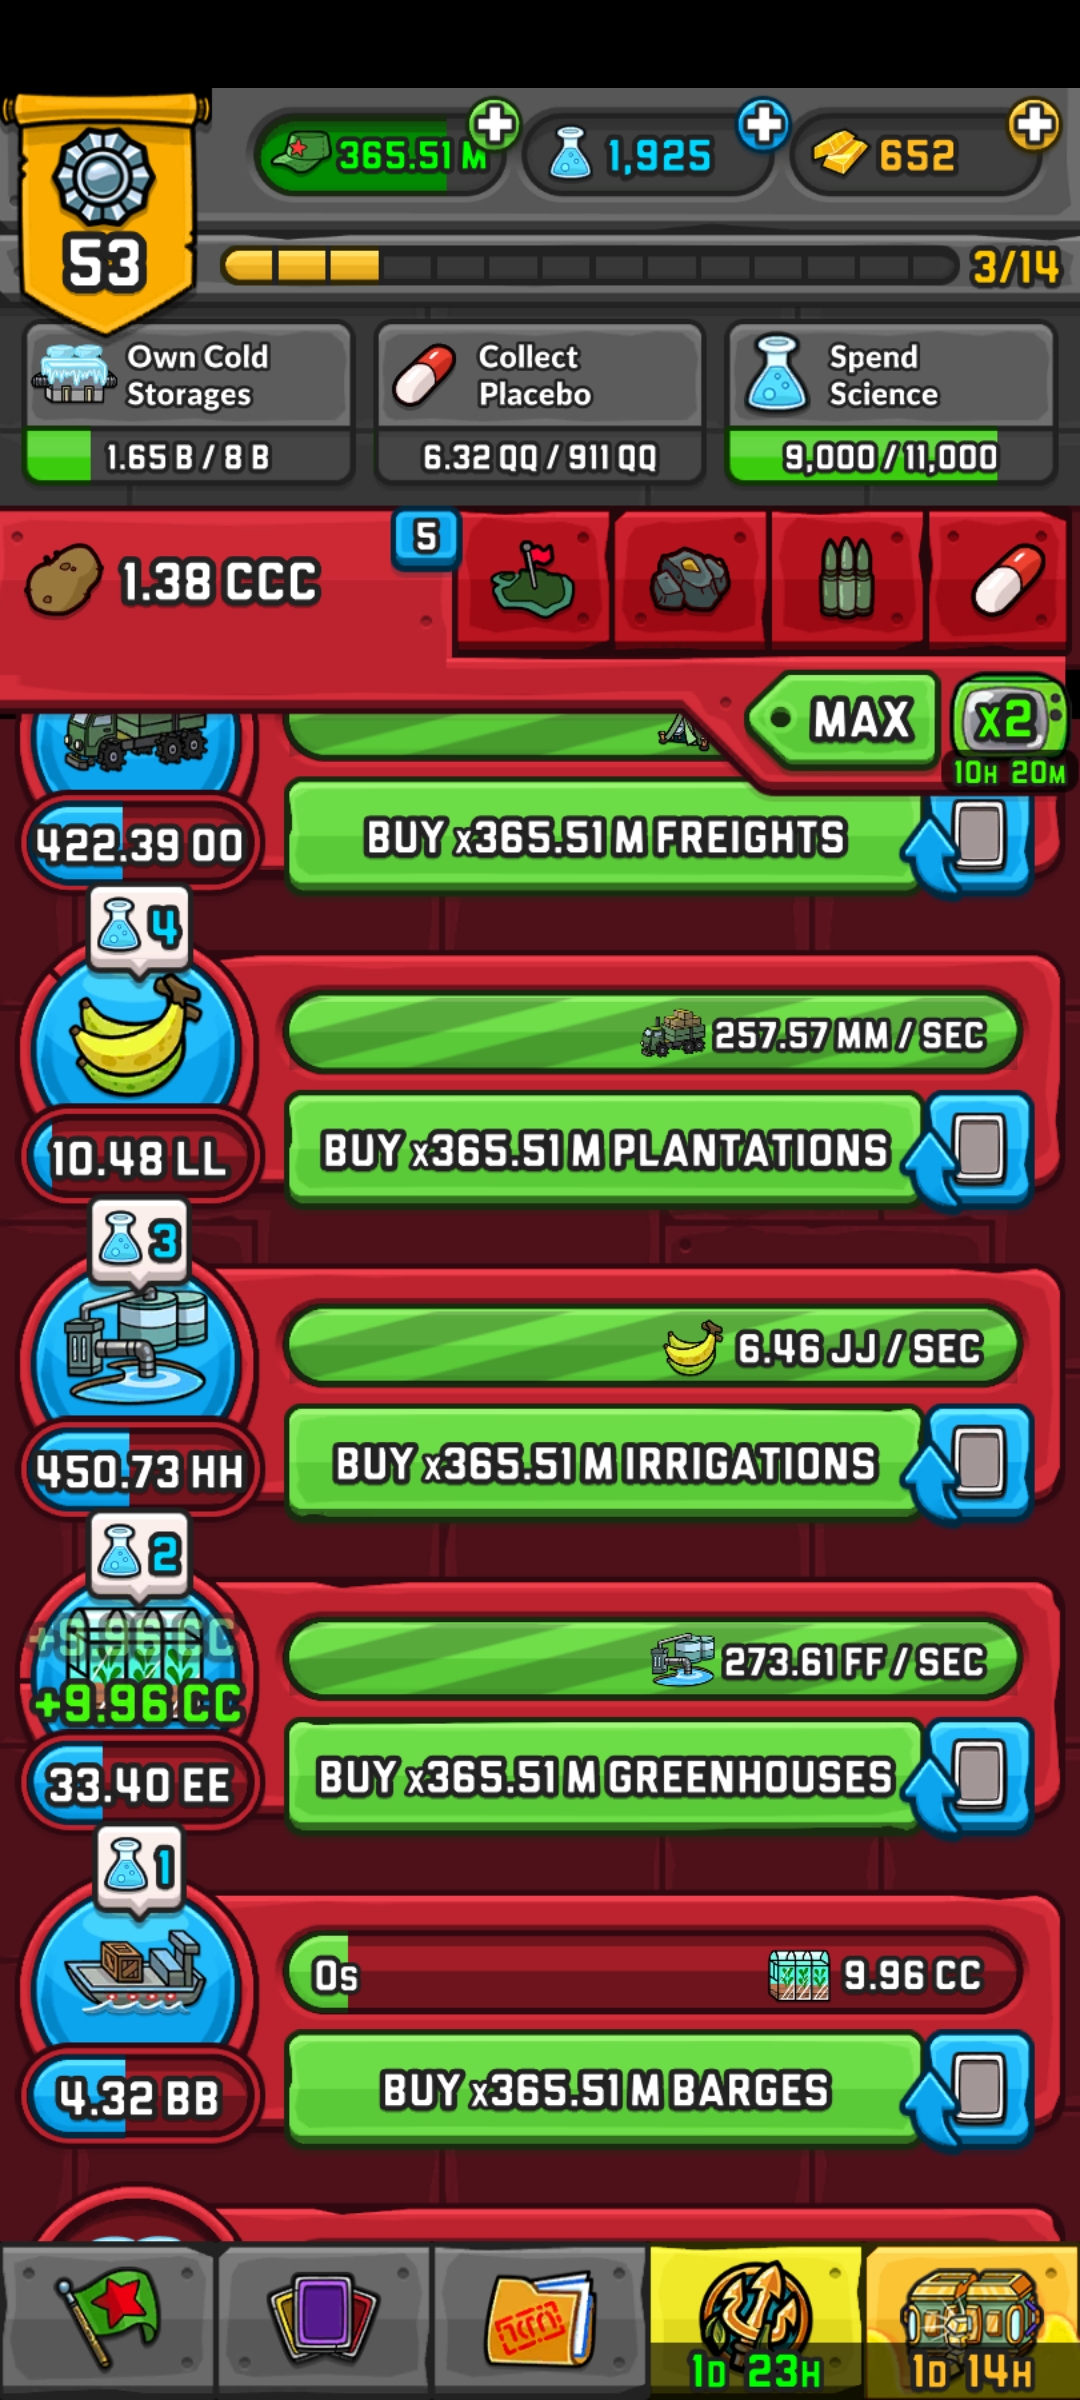 365.51 M
1,925
652
53
3/14
Own Cold
Storages
1.65 B / 8 B
Collect
Placebo
6.32 QQ / 911 QQ
Spend
Science
9,000 / 11,000
1.38 CCC
5
MAX
x2
10H 20M
422.39 OO
BUY x365.51 M FREIGHTS
4
257.57 MM / SEC
10.48 LL
BUY x365.51 M PLANTATIONS
3
6.46 JJ / SEC
450.73 HH
BUY x365.51 M IRRIGATIONS
2
+9.96 CC
+9.96 CC
273.61 FF / SEC
33.40 EE
BUY x365.51 M GREENHOUSES
1
0s
9.96 CC
4.32 BB
BUY x365.51 M BARGES
1D 23H
1D 14H